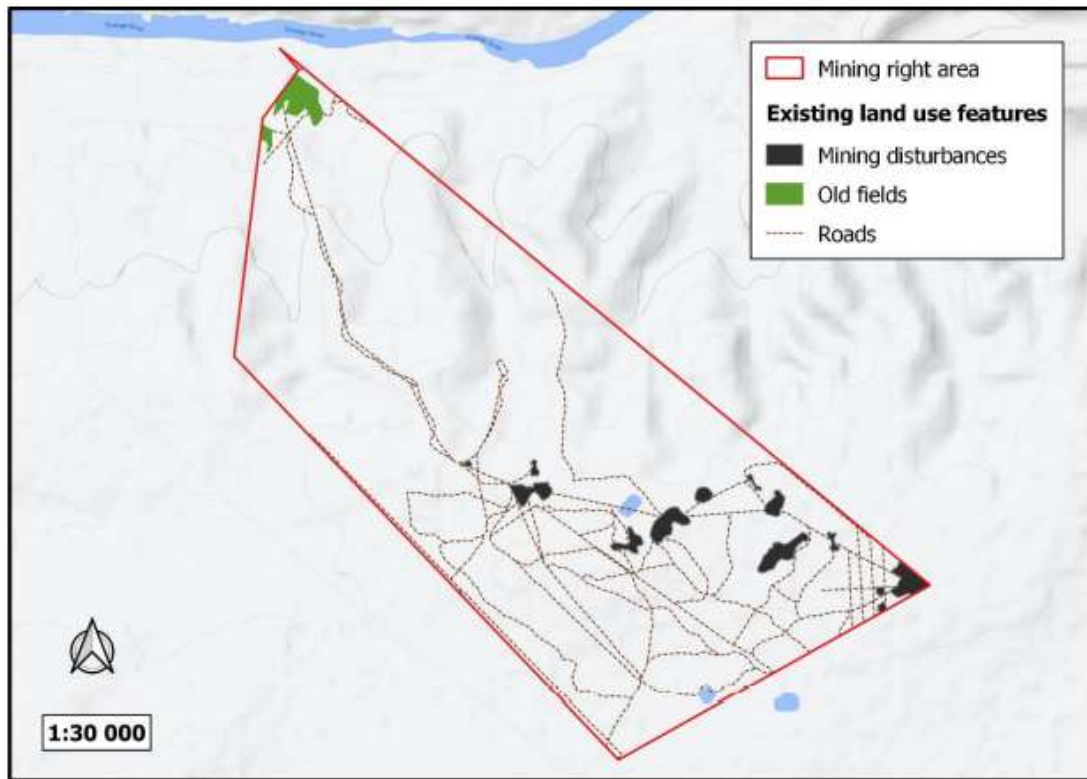 Mining right area
Existing land use features
Mining disturbances
Old fields
Roads
1:30 000